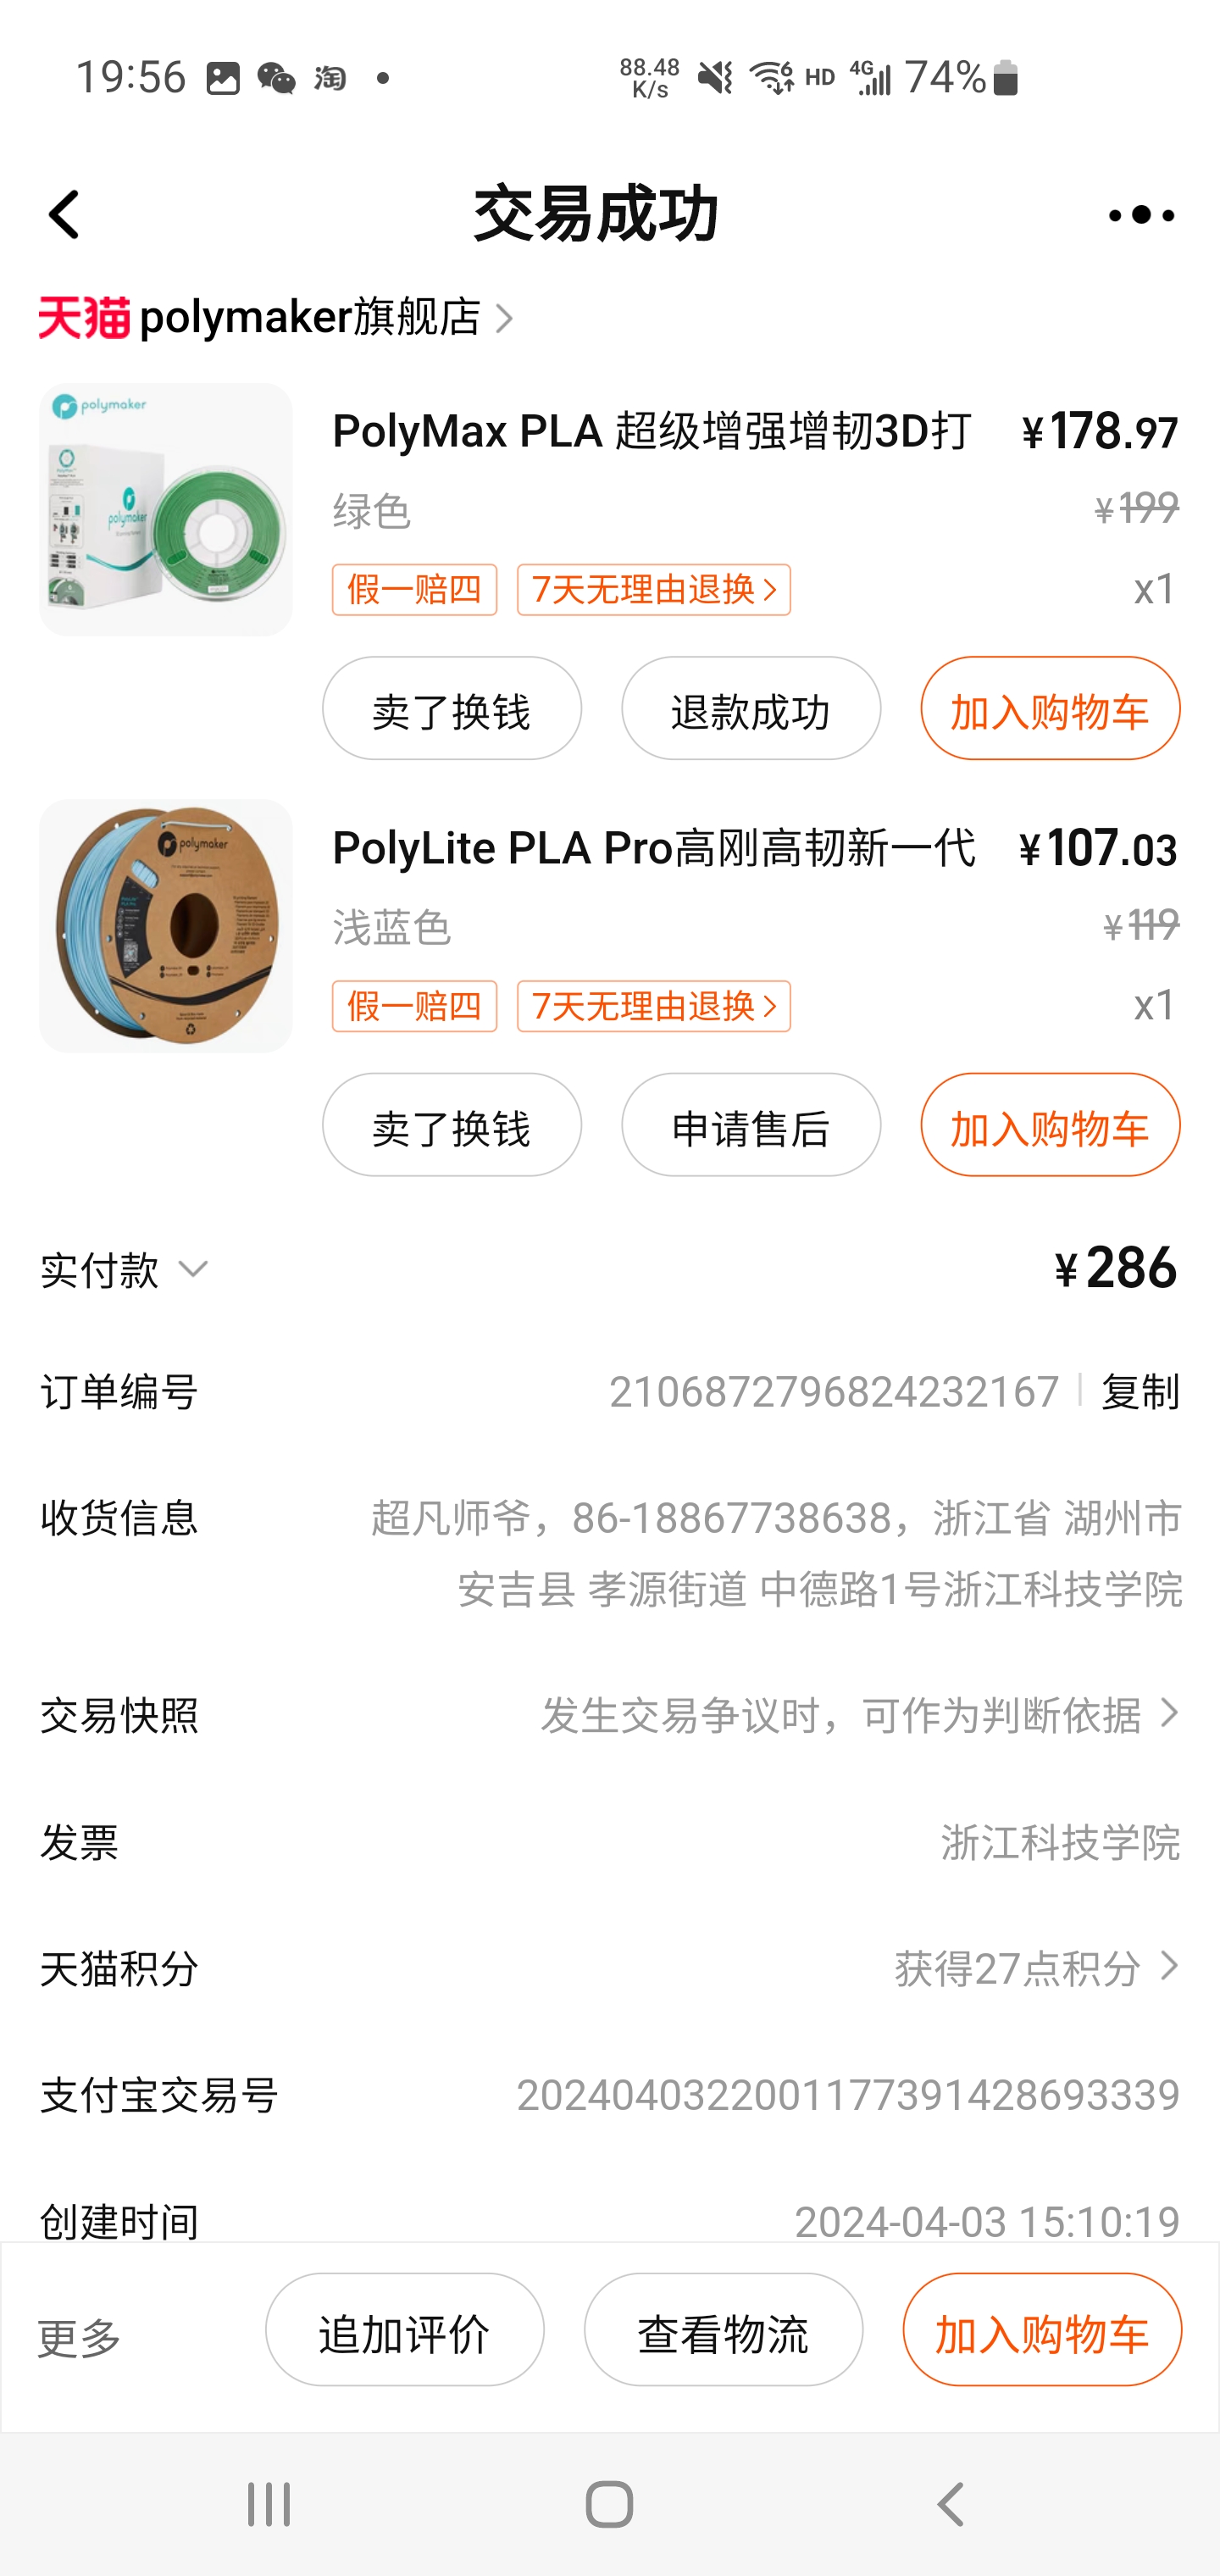 19:56 淘 88.48 K/s 6 HD 4G 74%
交易成功
天猫 polymaker旗舰店
polymaker
polymaker
PolyMax PLA 超级增强增韧3D打 ¥178.97
绿色 ¥199
假一赔四 7天无理由退换 x1
卖了换钱 退款成功 加入购物车
polymaker
PolyLite PLA Pro高刚高韧新一代 ¥107.03
浅蓝色 ¥119
假一赔四 7天无理由退换 x1
卖了换钱 申请售后 加入购物车
实付款 ¥286
订单编号 2106872796824232167 复制
收货信息 超凡师爷，86-18867738638，浙江省 湖州市
安吉县 孝源街道 中德路1号浙江科技学院
交易快照 发生交易争议时，可作为判断依据
发票 浙江科技学院
天猫积分 获得27点积分
支付宝交易号 2024040322001177391428693339
创建时间 2024-04-03 15:10:19
更多 追加评价 查看物流 加入购物车